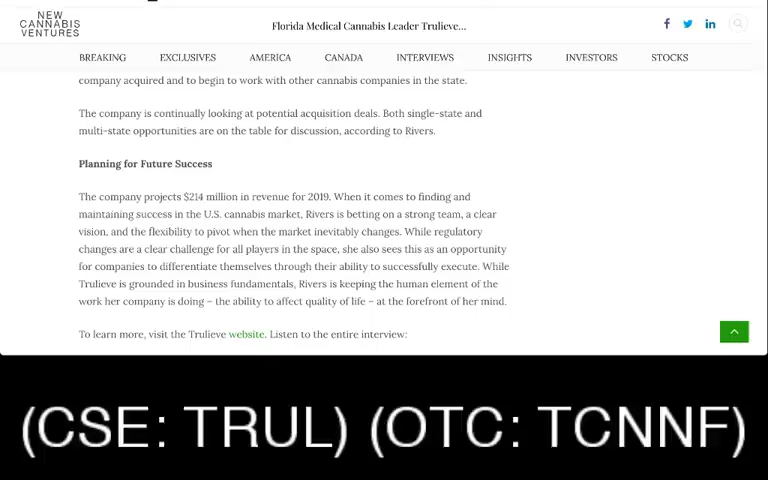 NEW
CANNABIS
VENTURES
Florida Medical Cannabis Leader Trulieve...
BREAKING EXCLUSIVES AMERICA CANADA INTERVIEWS INSIGHTS INVESTORS STOCKS
company acquired and to begin to work with other cannabis companies in the state.
The company is continually looking at potential acquisition deals. Both single-state and
multi-state opportunities are on the table for discussion, according to Rivers.
Planning for Future Success
The company projects $214 million in revenue for 2019. When it comes to finding and
maintaining success in the U.S. cannabis market, Rivers is betting on a strong team, a clear
vision, and the flexibility to pivot when the market inevitably changes. While regulatory
changes are a clear challenge for all players in the space, she also sees this as an opportunity
for companies to differentiate themselves through their ability to successfully execute. While
Trulieve is grounded in business fundamentals, Rivers is keeping the human element of the
work her company is doing – the ability to affect quality of life – at the forefront of her mind.
To learn more, visit the Trulieve website. Listen to the entire interview:
(CSE: TRUL) (OTC: TCNNF)